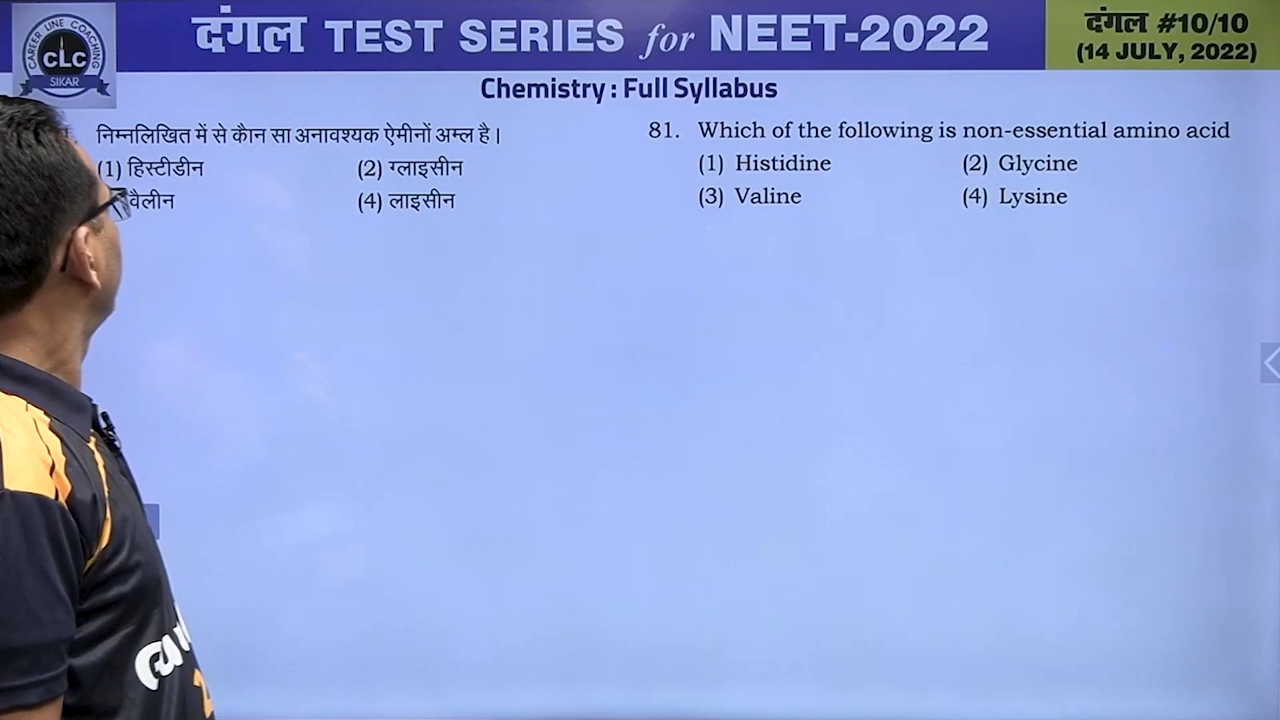 दंगल TEST SERIES for NEET-2022
दंगल #10/10
(14 JULY, 2022)
CAREER LINE COACHING
CLC
SIKAR
Chemistry : Full Syllabus
निम्नलिखित में से कौन सा अनावश्यक ऐमीनों अम्ल है।
(1) हिस्टीडीन (2) ग्लाइसीन
वैलीन (4) लाइसीन
81. Which of the following is non-essential amino acid
(1) Histidine (2) Glycine
(3) Valine (4) Lysine